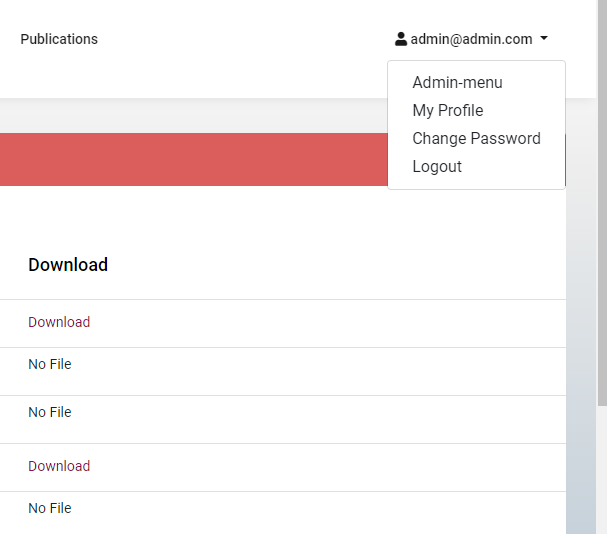 Publications
admin@admin.com
Admin-menu
My Profile
Change Password
Logout
Download
Download
No File
No File
Download
No File